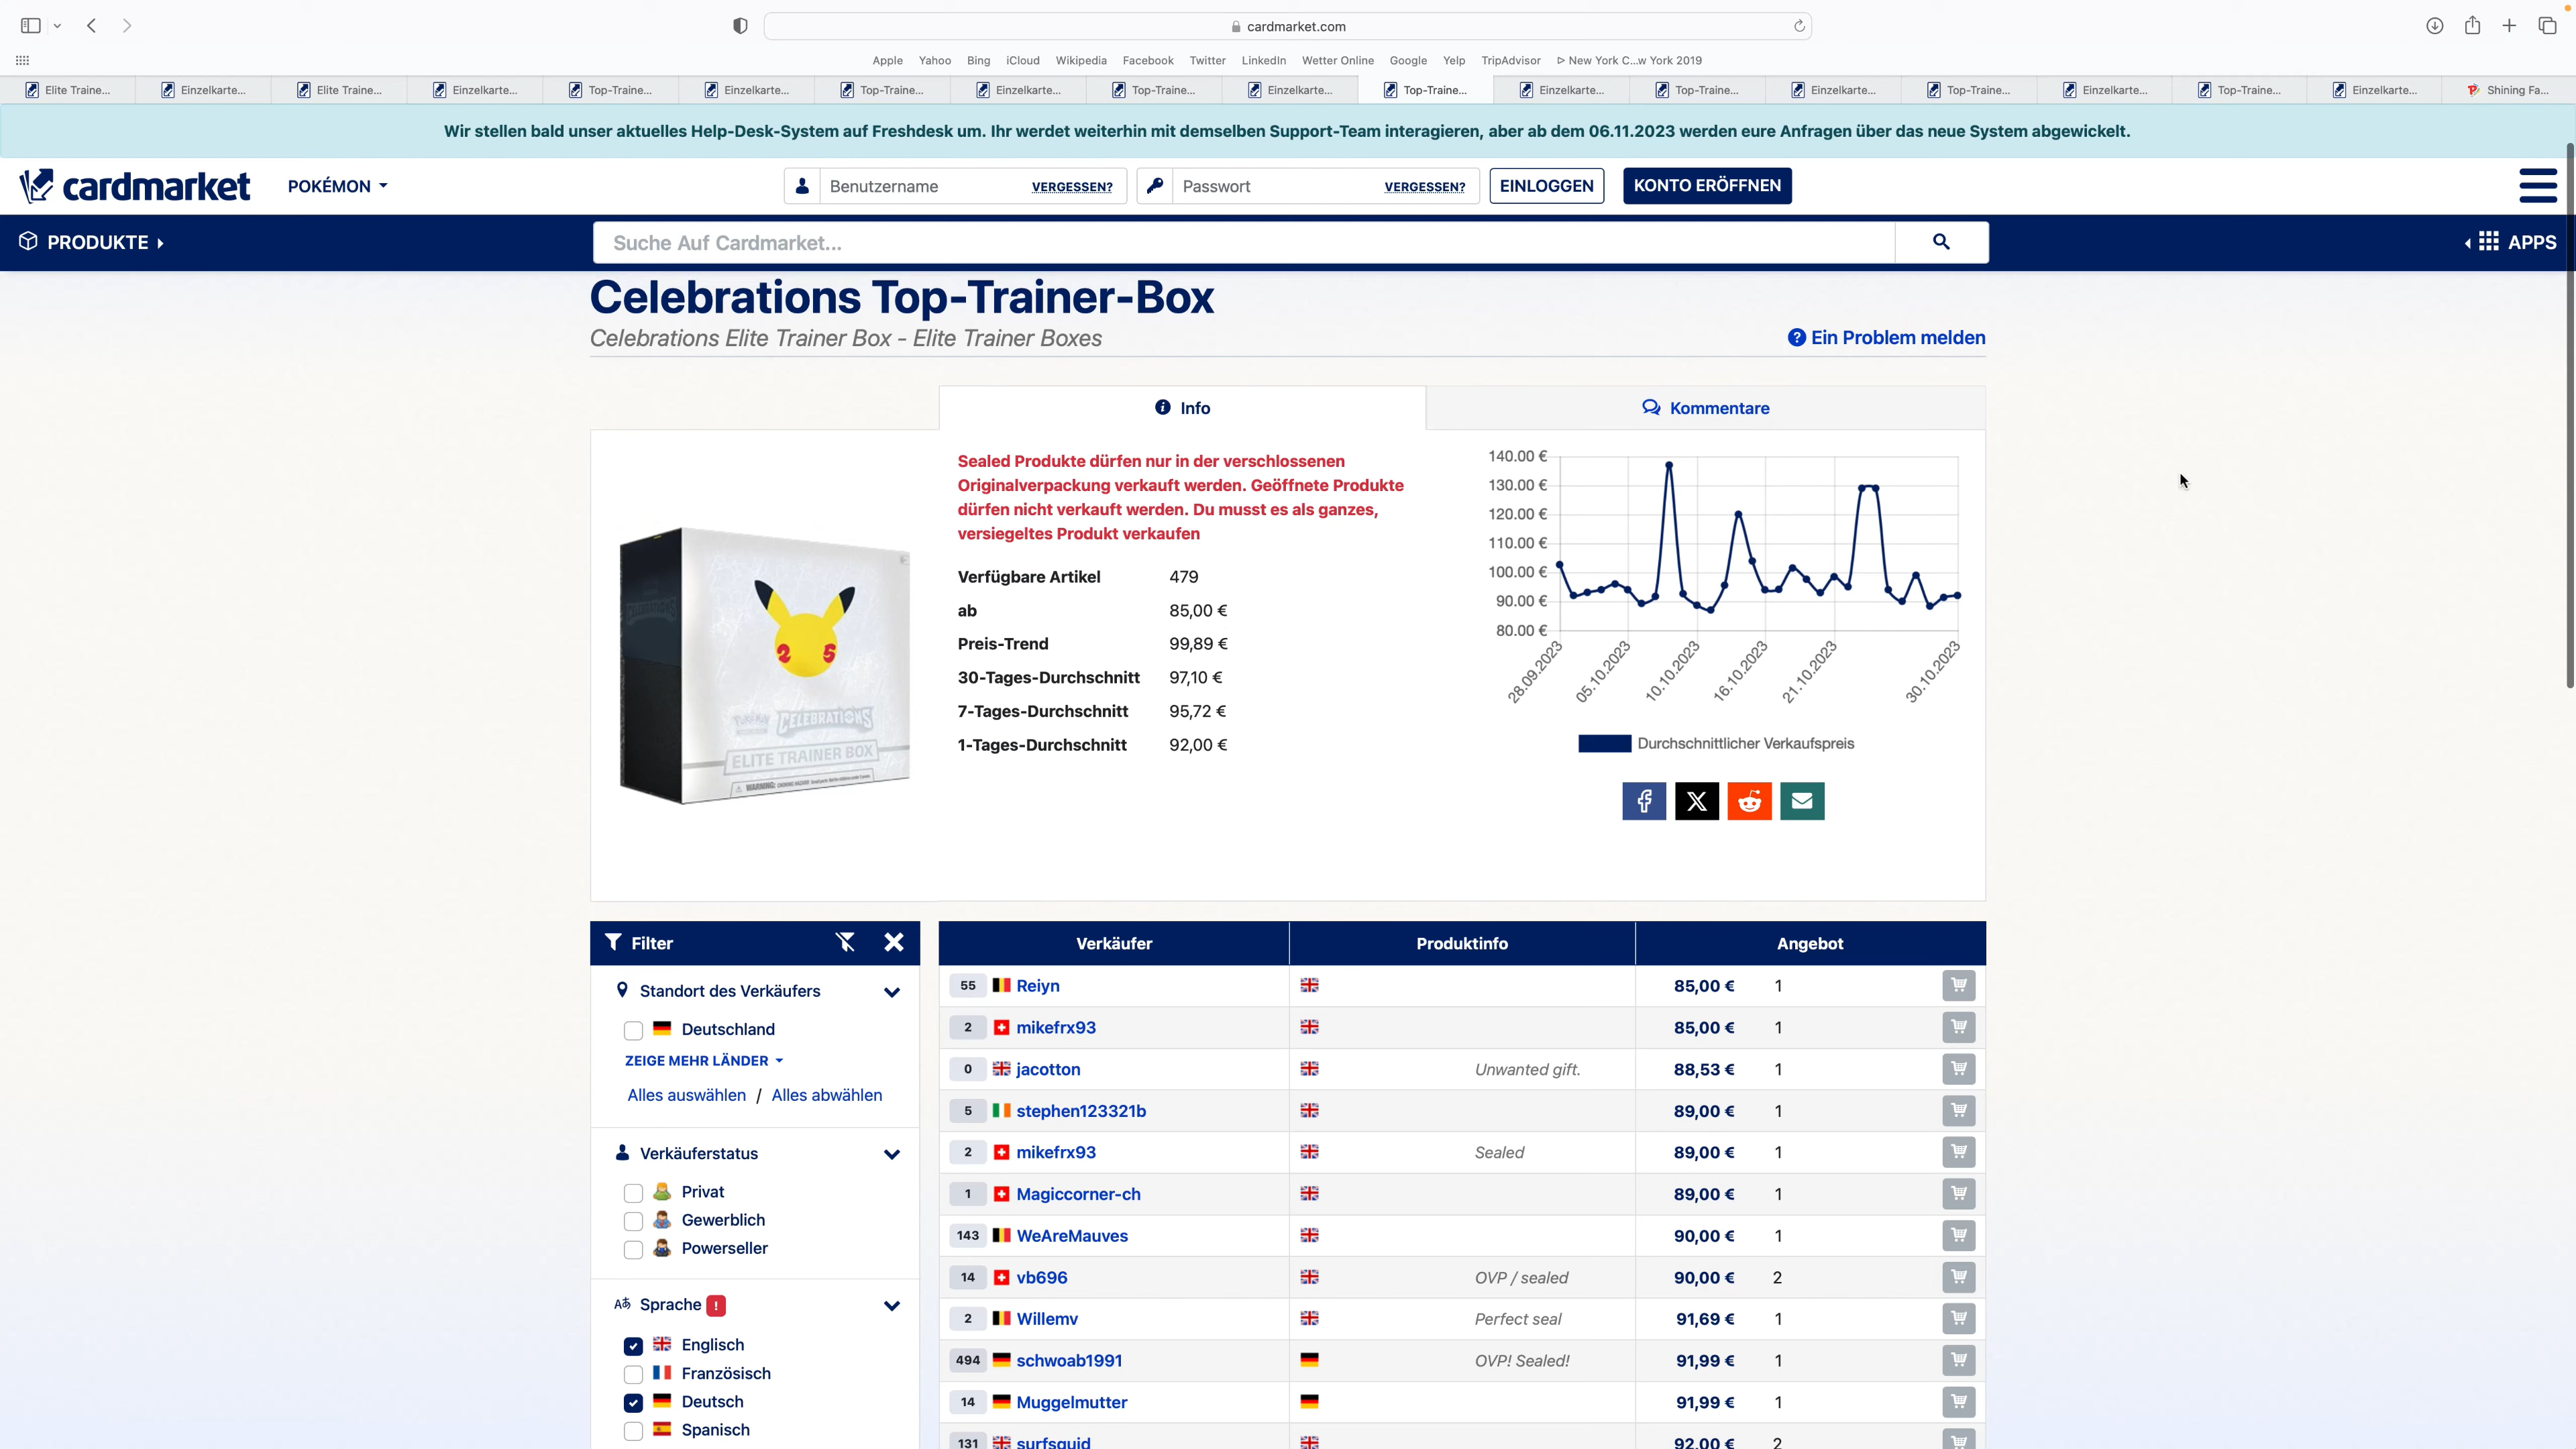 cardmarket.com
Apple Yahoo Bing iCloud Wikipedia Facebook Twitter LinkedIn Wetter Online Google Yelp TripAdvisor New York C...w York 2019
Elite Traine... Einzelkarte... Elite Traine... Einzelkarte... Top-Traine... Einzelkarte... Top-Traine... Einzelkarte... Top-Traine... Einzelkarte... Top-Traine... Einzelkarte... Top-Traine... Einzelkarte... Top-Traine... Einzelkarte... Top-Traine... Einzelkarte... Shining Fa...
Wir stellen bald unser aktuelles Help-Desk-System auf Freshdesk um. Ihr werdet weiterhin mit demselben Support-Team interagieren, aber ab dem 06.11.2023 werden eure Anfragen über das neue System abgewickelt.
cardmarket POKÉMON Benutzername VERGESSEN? Passwort VERGESSEN? EINLOGGEN KONTO ERÖFFNEN
PRODUKTE Suche Auf Cardmarket... APPS
Celebrations Top-Trainer-Box
Celebrations Elite Trainer Box - Elite Trainer Boxes
Ein Problem melden
Info
Kommentare
CELEBRATIONS
ELITE TRAINER BOX
Sealed Produkte dürfen nur in der verschlossenen
Originalverpackung verkauft werden. Geöffnete Produkte
dürfen nicht verkauft werden. Du musst es als ganzes,
versiegeltes Produkt verkaufen
Verfügbare Artikel 479
ab 85,00 €
Preis-Trend 99,89 €
30-Tages-Durchschnitt 97,10 €
7-Tages-Durchschnitt 95,72 €
1-Tages-Durchschnitt 92,00 €
140.00 €
130.00 €
120.00 €
110.00 €
100.00 €
90.00 €
80.00 €
28.09.2023 05.10.2023 10.10.2023 16.10.2023 21.10.2023 30.10.2023
Durchschnittlicher Verkaufspreis
Filter
Standort des Verkäufers
Deutschland
ZEIGE MEHR LÄNDER
Alles auswählen / Alles abwählen
Verkäuferstatus
Privat
Gewerblich
Powerseller
Sprache !
Englisch
Französisch
Deutsch
Spanisch
Verkäufer Produktinfo Angebot
55 Reiyn 85,00 € 1
2 mikefrx93 85,00 € 1
0 jacotton Unwanted gift. 88,53 € 1
5 stephen123321b 89,00 € 1
2 mikefrx93 Sealed 89,00 € 1
1 Magiccorner-ch 89,00 € 1
143 WeAreMauves 90,00 € 1
14 vb696 OVP / sealed 90,00 € 2
2 Willemv Perfect seal 91,69 € 1
494 schwoab1991 OVP! Sealed! 91,99 € 1
14 Muggelmutter 91,99 € 1
131 surfsquid 92,00 € 2